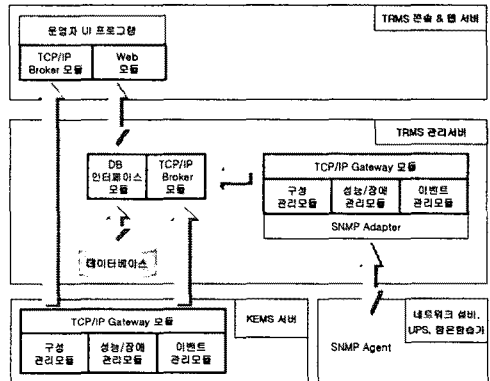 TRMS 콘솔 & 웹 서버
운영자 UI 프로그램
TCP/IP
Broker 모듈
Web
모듈
TRMS 관리서버
DB
인터페이스
모듈
TCP/IP
Broker
모듈
TCP/IP Gateway 모듈
구성
관리모듈
성능/장애
관리모듈
이벤트
관리모듈
SNMP Adapter
데이터베이스
KEMS 서버
TCP/IP Gateway 모듈
구성
관리모듈
성능/장애
관리모듈
이벤트
관리모듈
네트워크 설비,
UPS, 항온항습기
SNMP Agent